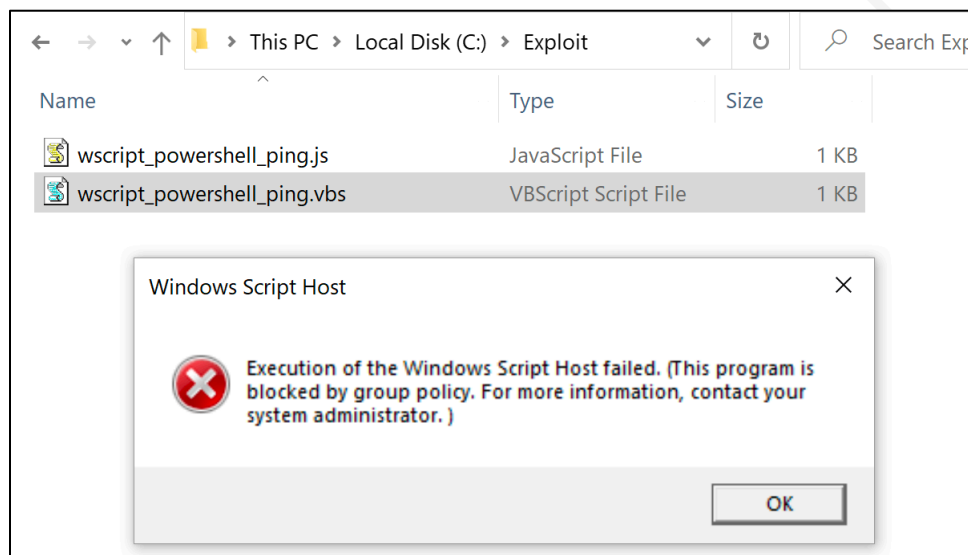 This PC > Local Disk (C:) > Exploit
Search Exp
Name Type Size
wscript_powershell_ping.js JavaScript File 1 KB
wscript_powershell_ping.vbs VBScript Script File 1 KB
Windows Script Host
Execution of the Windows Script Host failed. (This program is
blocked by group policy. For more information, contact your
system administrator. )
OK